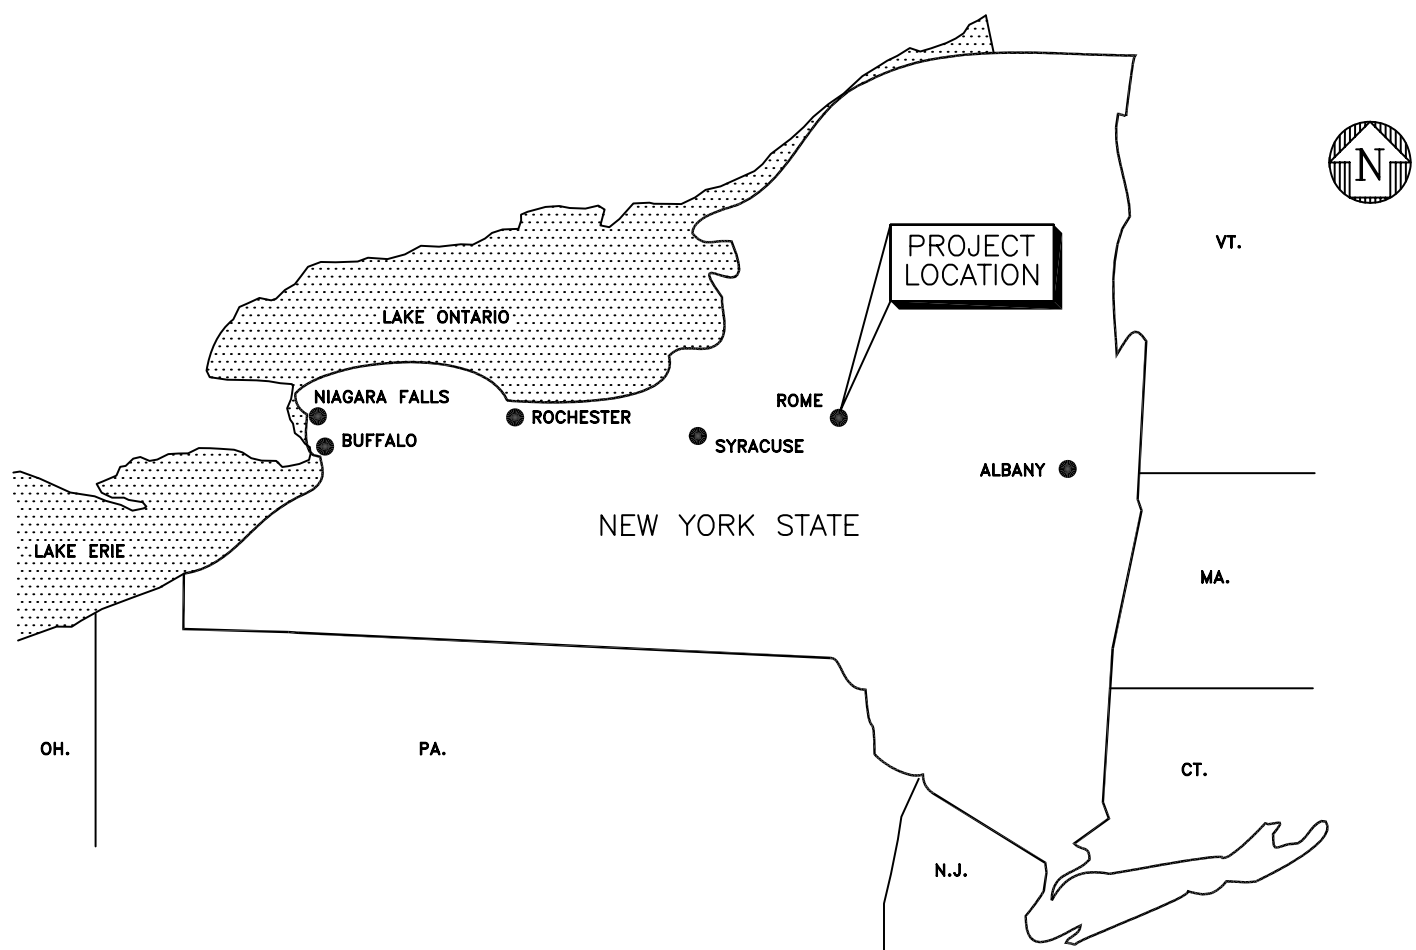 N
VT.
PROJECT
LOCATION
LAKE ONTARIO
NIAGARA FALLS
ROME
ROCHESTER
BUFFALO
SYRACUSE
ALBANY
NEW YORK STATE
LAKE ERIE
MA.
OH.
PA.
CT.
N.J.